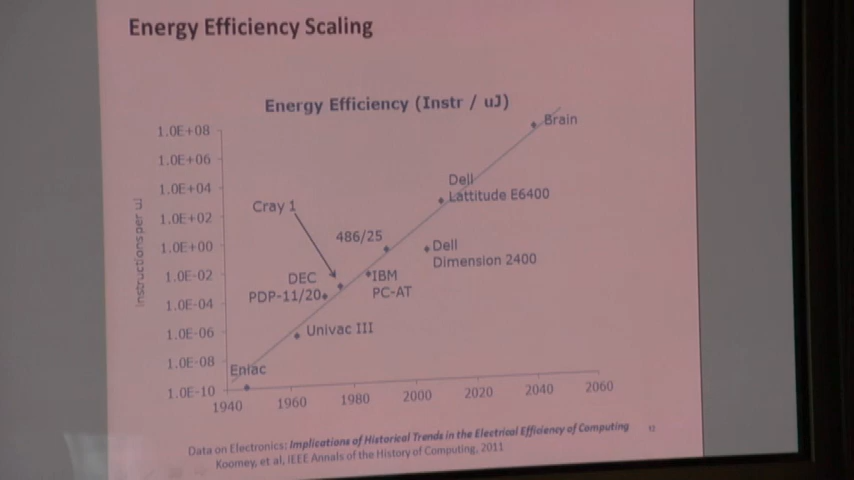 Energy Efficiency Scaling
Energy Efficiency (Instr / uJ)
Instructions per uJ
1.0E+08
1.0E+06
1.0E+04
1.0E+02
1.0E+00
1.0E-02
1.0E-04
1.0E-06
1.0E-08
1.0E-10
1940
1960
1980
2000
2020
2040
2060
Brain
Dell
Lattitude E6400
Cray 1
486/25
Dell
Dimension 2400
DEC
PDP-11/20
IBM
PC-AT
Univac III
Eniac
Data on Electronics: Implications of Historical Trends in the Electrical Efficiency of Computing
Koomey, et al, IEEE Annals of the History of Computing, 2011